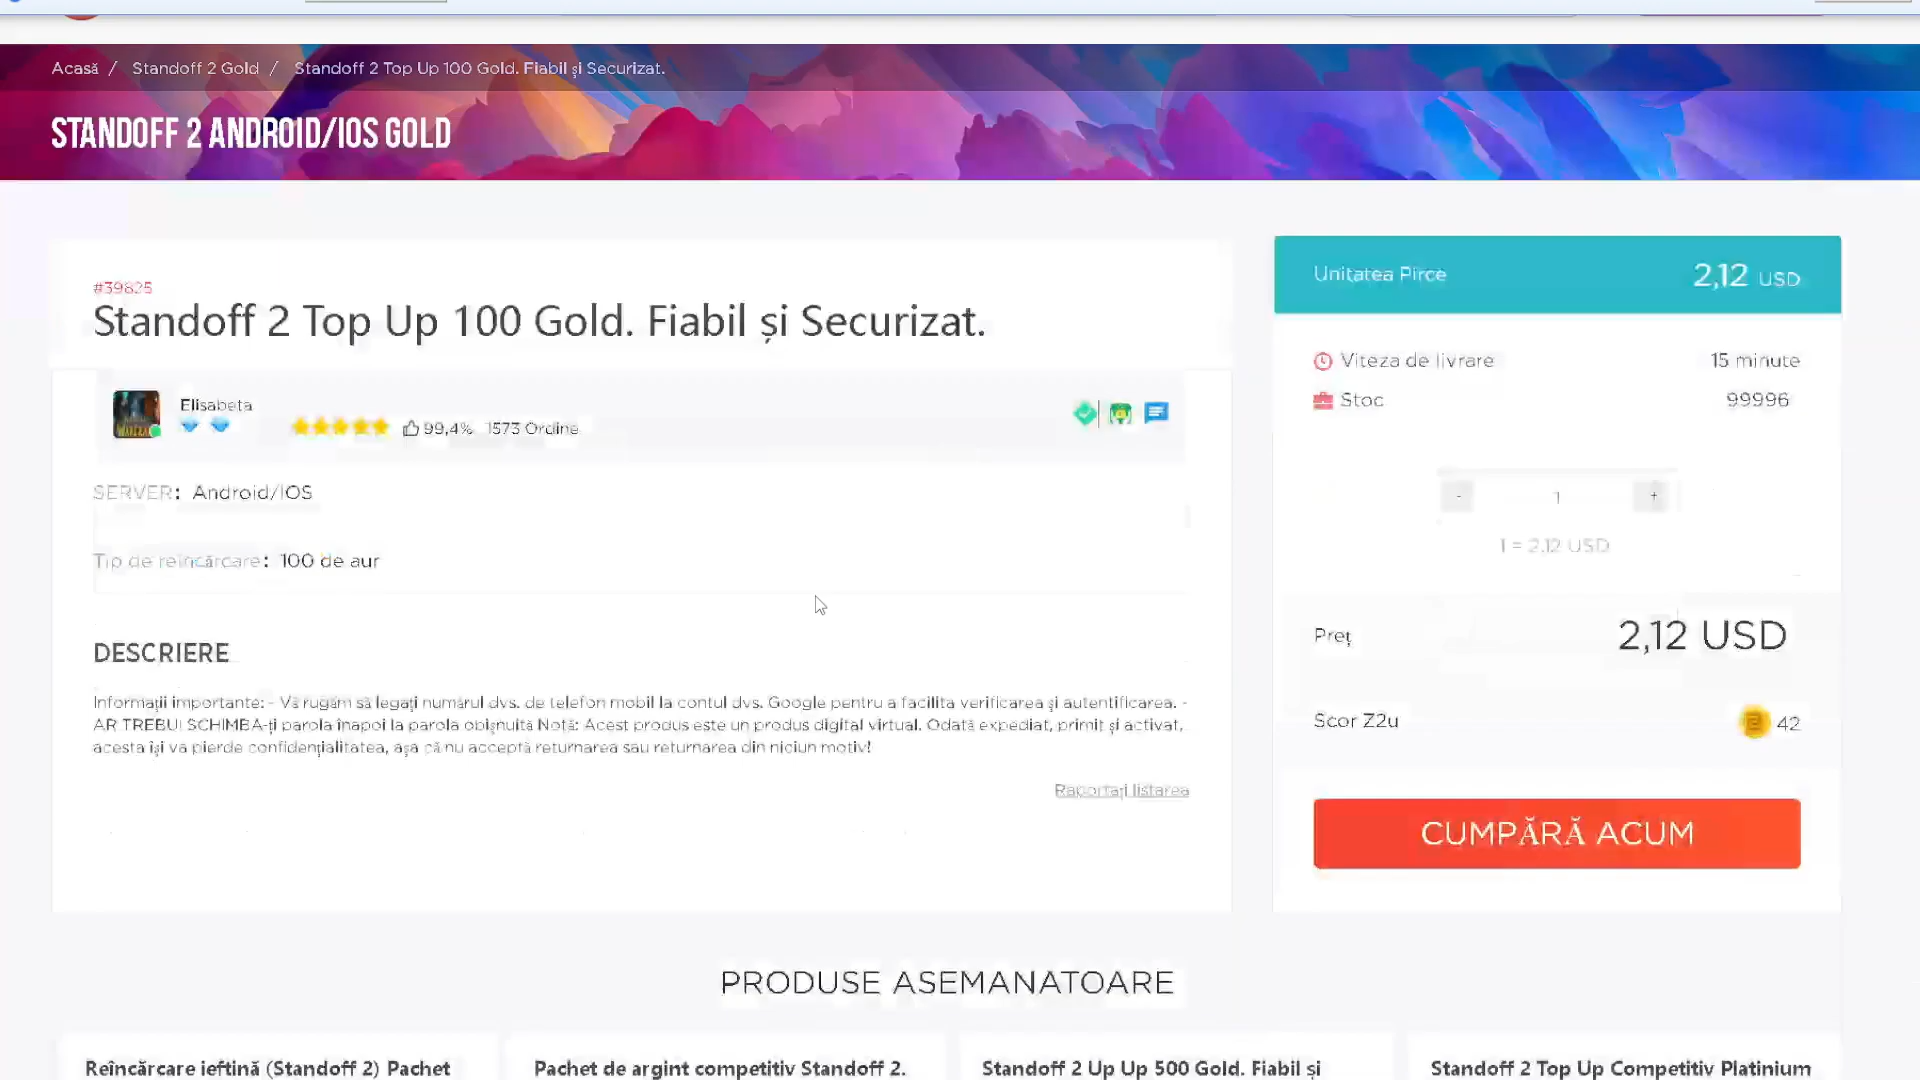 Acasă / Standoff 2 Gold / Standoff 2 Top Up 100 Gold. Fiabil și Securizat.
STANDOFF 2 ANDROID/IOS GOLD
#39825
Standoff 2 Top Up 100 Gold. Fiabil și Securizat.
Elisabeta
99,4% 1573 Ordine
SERVER: Android/iOS
Tip de reîncărcare: 100 de aur
DESCRIERE
Informații importante: - Vă rugăm să legați numărul dvs. de telefon mobil la contul dvs. Google pentru a facilita verificarea și autentificarea. -
AR TREBUI SCHIMBA-ți parola înapoi la parola obișnuită Notă: Acest produs este un produs digital virtual. Odată expediat, primit și activat,
acesta își va pierde confidențialitatea, așa că nu acceptă returnarea sau returnarea din niciun motiv!
Raportați listarea
Unitatea Pirce 2,12 USD
Viteza de livrare 15 minute
Stoc 99996
- 1 +
1 = 2.12 USD
Preț 2,12 USD
Scor Z2u 42
CUMPĂRĂ ACUM
PRODUSE ASEMANATOARE
Reîncărcare ieftină (Standoff 2) Pachet
Pachet de argint competitiv Standoff 2.
Standoff 2 Up Up 500 Gold. Fiabil și
Standoff 2 Top Up Competitiv Platinium